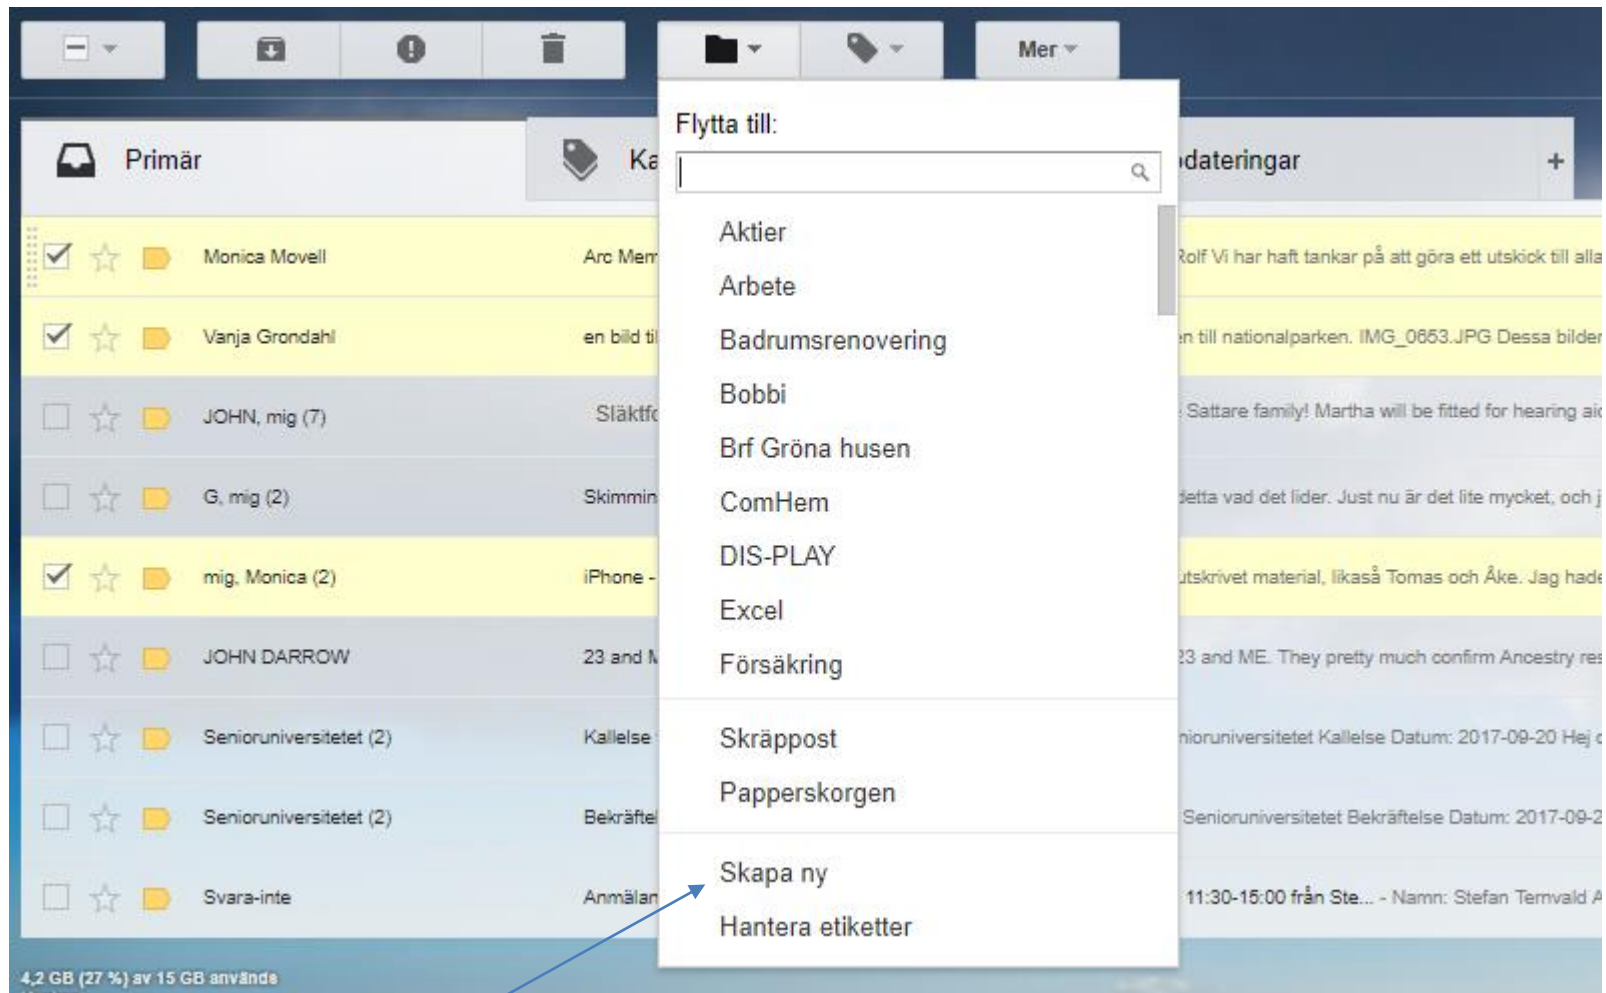 Mer
Flytta till:
Primär
Ka
dateringar
+
Aktier
Arbete
Badrumsrenovering
Bobbi
Brf Gröna husen
ComHem
DIS-PLAY
Excel
Försäkring
Skräppost
Papperskorgen
Skapa ny
Hantera etiketter
Monica Movell Arc Mem Rolf Vi har haft tankar på att göra ett utskick till alla
Vanja Grondahl en bild til en till nationalparken. IMG_0653.JPG Dessa bilder
JOHN, mig (7) Släktfo Sattare family! Martha will be fitted for hearing aid
G, mig (2) Skimmin detta vad det lider. Just nu är det lite mycket, och j
mig, Monica (2) iPhone - utskrivet material, likaså Tomas och Åke. Jag hade
JOHN DARROW 23 and M 23 and ME. They pretty much confirm Ancestry res
Senioruniversitetet (2) Kallelse nioruniversitetet Kallelse Datum: 2017-09-20 Hej
Senioruniversitetet (2) Bekräftel Senioruniversitetet Bekräftelse Datum: 2017-09-2
Svara-inte Anmälan 11:30-15:00 från Ste... - Namn: Stefan Ternvald A
4,2 GB (27 %) av 15 GB används